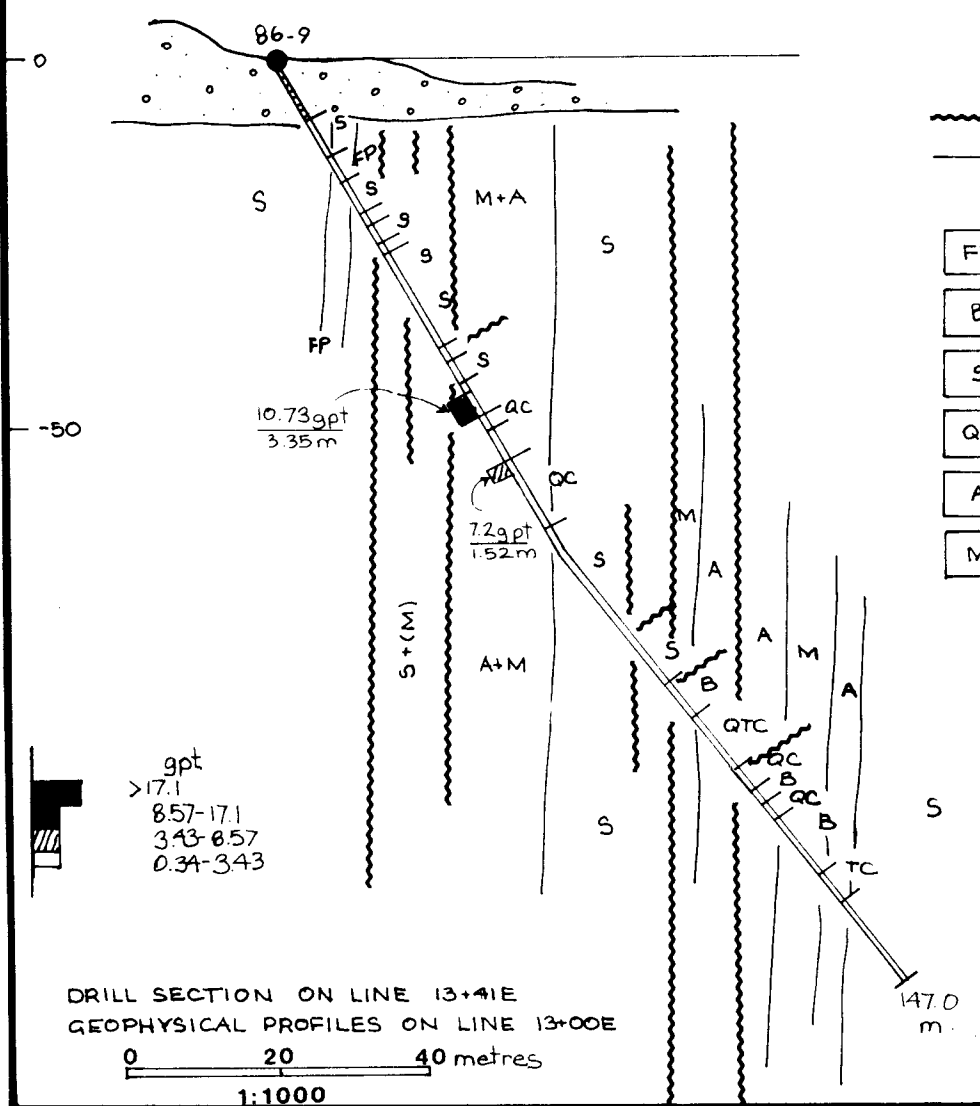 86-9
0
S
FP
S
M+A
S
S
9
9
S
S
FP
10.73gpt
3.35m
QC
-50
QC
7.2gpt
1.52m
M
S
A
S+(M)
A+M
S
A
M
B
A
QTC
QC
B
QC
B
S
S
TC
gpt
>17.1
8.57-17.1
3.43-8.57
0.34-3.43
147.0
m.
DRILL SECTION ON LINE 13+41E
GEOPHYSICAL PROFILES ON LINE 13+00E
0 20 40 metres
1:1000
F
B
S
Q
A
M